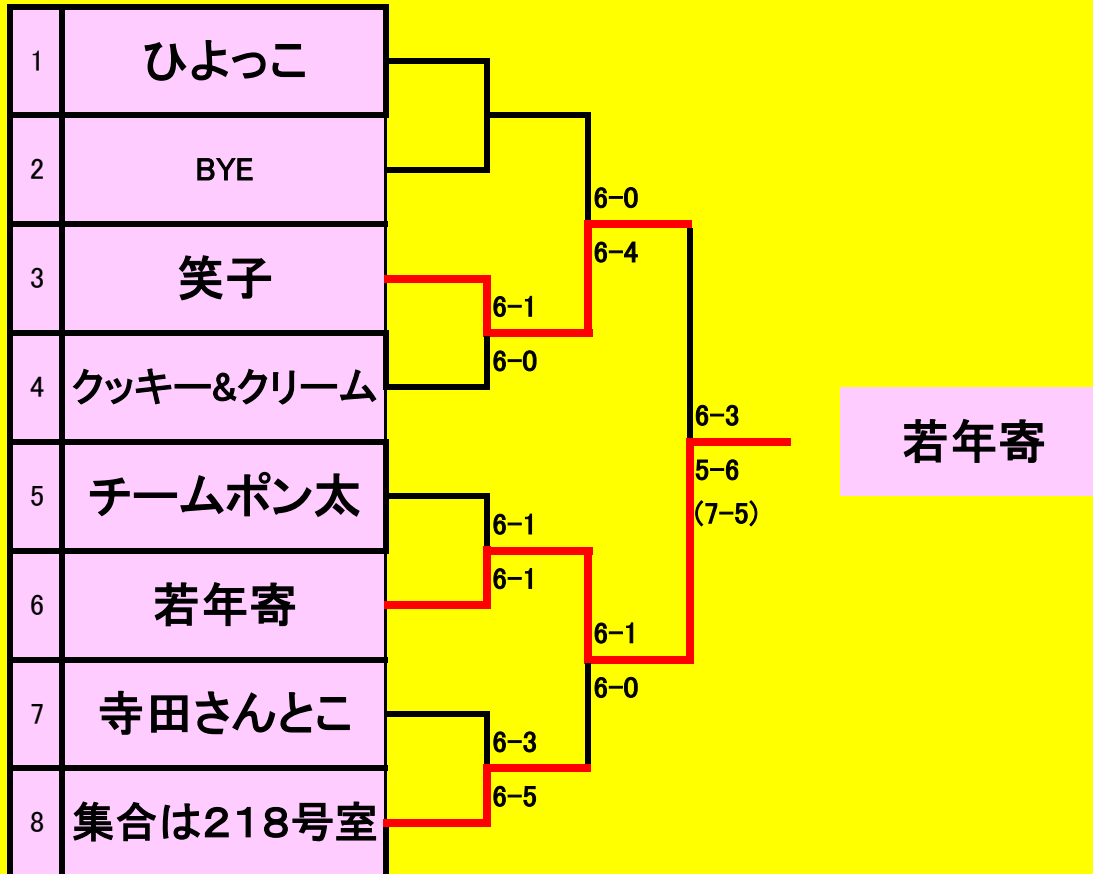 1 ひよっこ
2 BYE
3 笑子
4 クッキー&クリーム
5 チームポン太
6 若年寄
7 寺田さんとこ
8 集合は218号室
6-1
6-0
6-1
6-1
6-3
6-5
6-0
6-4
6-1
6-0
6-3
5-6
(7-5)
若年寄